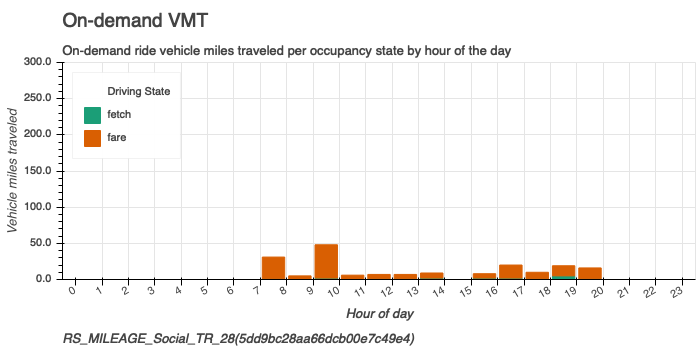 On-demand VMT
On-demand ride vehicle miles traveled per occupancy state by hour of the day
300.0
250.0
200.0
150.0
100.0
50.0
0.0
Vehicle miles traveled
Driving State
fetch
fare
0 1 2 3 4 5 6 7 8 9 10 11 12 13 14 15 16 17 18 19 20 21 22 23
Hour of day
RS_MILEAGE_Social_TR_28(5dd9bc28aa66dcb00e7c49e4)